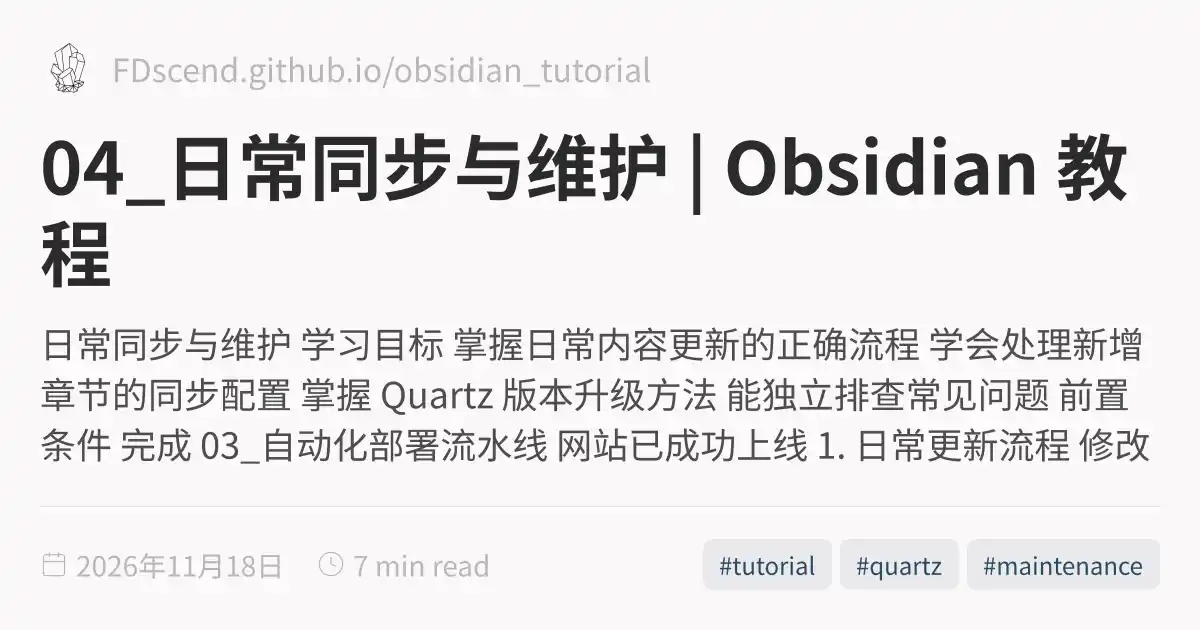 FDscend.github.io/obsidian_tutorial
04_日常同步与维护 | Obsidian 教
程
日常同步与维护 学习目标 掌握日常内容更新的正确流程 学会处理新增
章节的同步配置 掌握 Quartz 版本升级方法 能独立排查常见问题 前置
条件 完成 03_自动化部署流水线 网站已成功上线 1. 日常更新流程 修改
2026年11月18日 7 min read #tutorial #quartz #maintenance